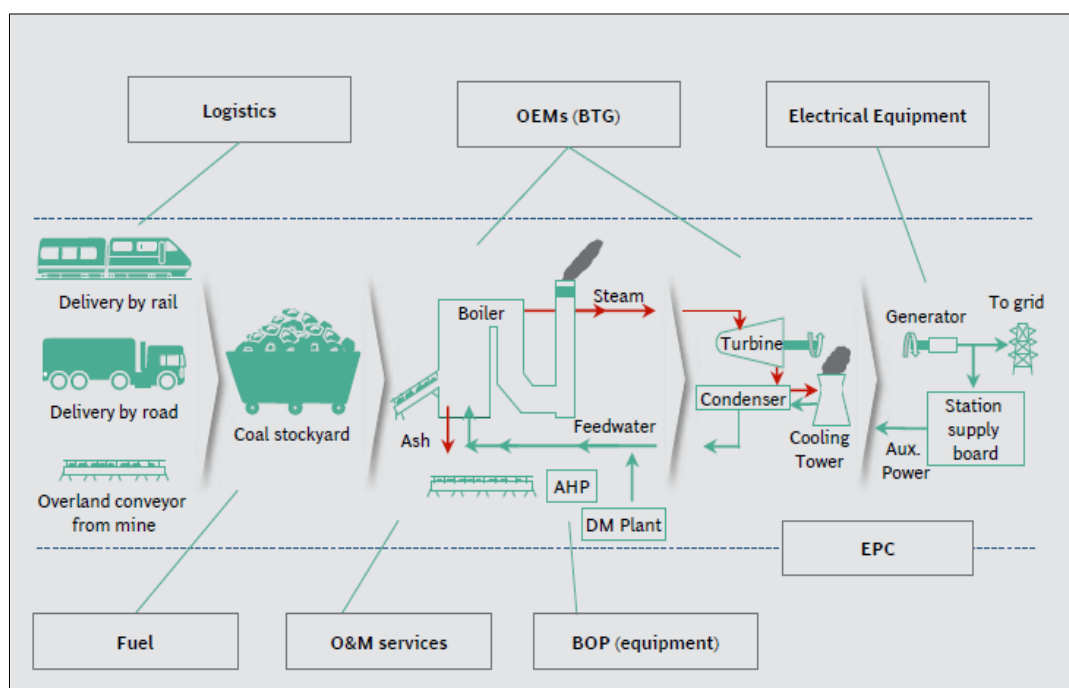 Logistics
OEMs (BTG)
Electrical Equipment
Delivery by rail
Delivery by road
Overland conveyor
from mine
Coal stockyard
Boiler
Steam
Ash
Feedwater
AHP
DM Plant
Turbine
Condenser
Cooling
Tower
Generator
To grid
Station
supply
board
Aux.
Power
EPC
Fuel
O&M services
BOP (equipment)